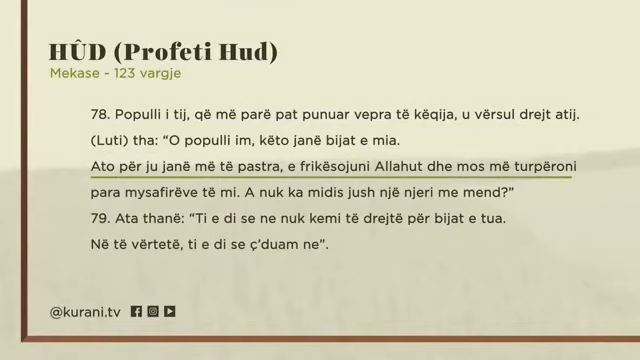 HÛD (Profeti Hud)
Mekase - 123 vargje
78. Populli i tij, që më parë pat punuar vepra të këqija, u vërsul drejt atij.
(Luti) tha: “O populli im, këto janë bijat e mia.
Ato për ju janë më të pastra, e frikësojuni Allahut dhe mos më turpëroni
para mysafirëve të mi. A nuk ka midis jush një njeri me mend?”
79. Ata thanë: “Ti e di se ne nuk kemi të drejtë për bijat e tua.
Në të vërtetë, ti e di se ç’duam ne”.
@kurani.tv